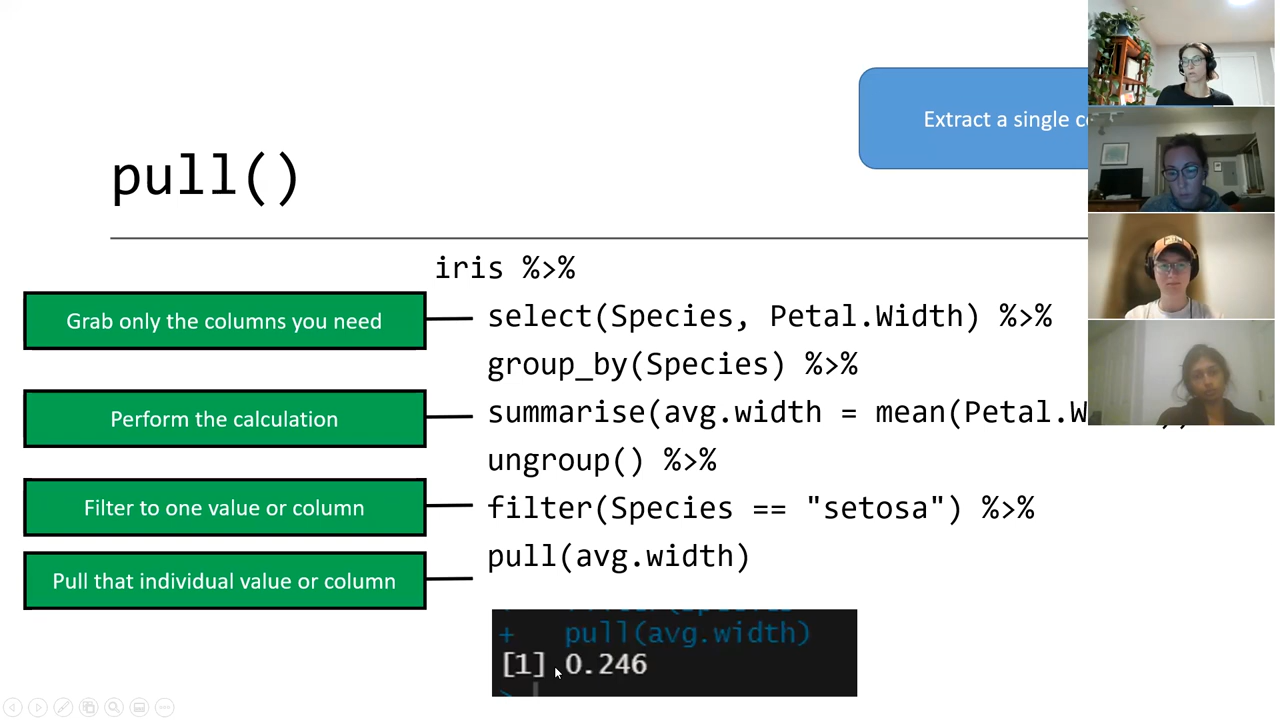 Extract a single
pull()
iris %>%
Grab only the columns you need
select(Species, Petal.Width) %>%
group_by(Species) %>%
Perform the calculation
summarise(avg.width = mean(Petal.W
ungroup() %>%
Filter to one value or column
filter(Species == "setosa") %>%
pull(avg.width)
Pull that individual value or column
+ pull(avg.width)
[1] 0.246
>